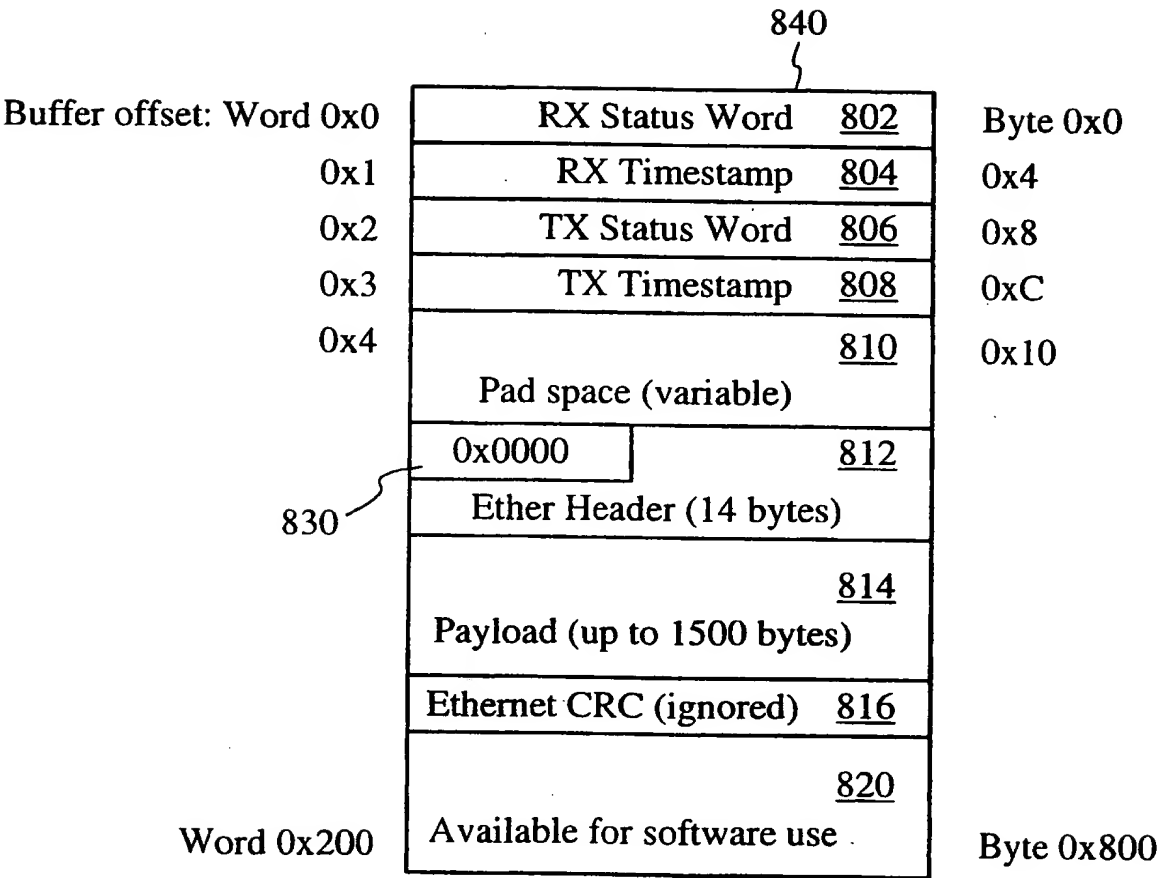 840
Buffer offset: Word 0x0 RX Status Word 802 Byte 0x0
0x1 RX Timestamp 804 0x4
0x2 TX Status Word 806 0x8
0x3 TX Timestamp 808 0xC
0x4 810 0x10
Pad space (variable)
0x0000 812
830 Ether Header (14 bytes)
814
Payload (up to 1500 bytes)
Ethernet CRC (ignored) 816
820
Word 0x200 Available for software use Byte 0x800